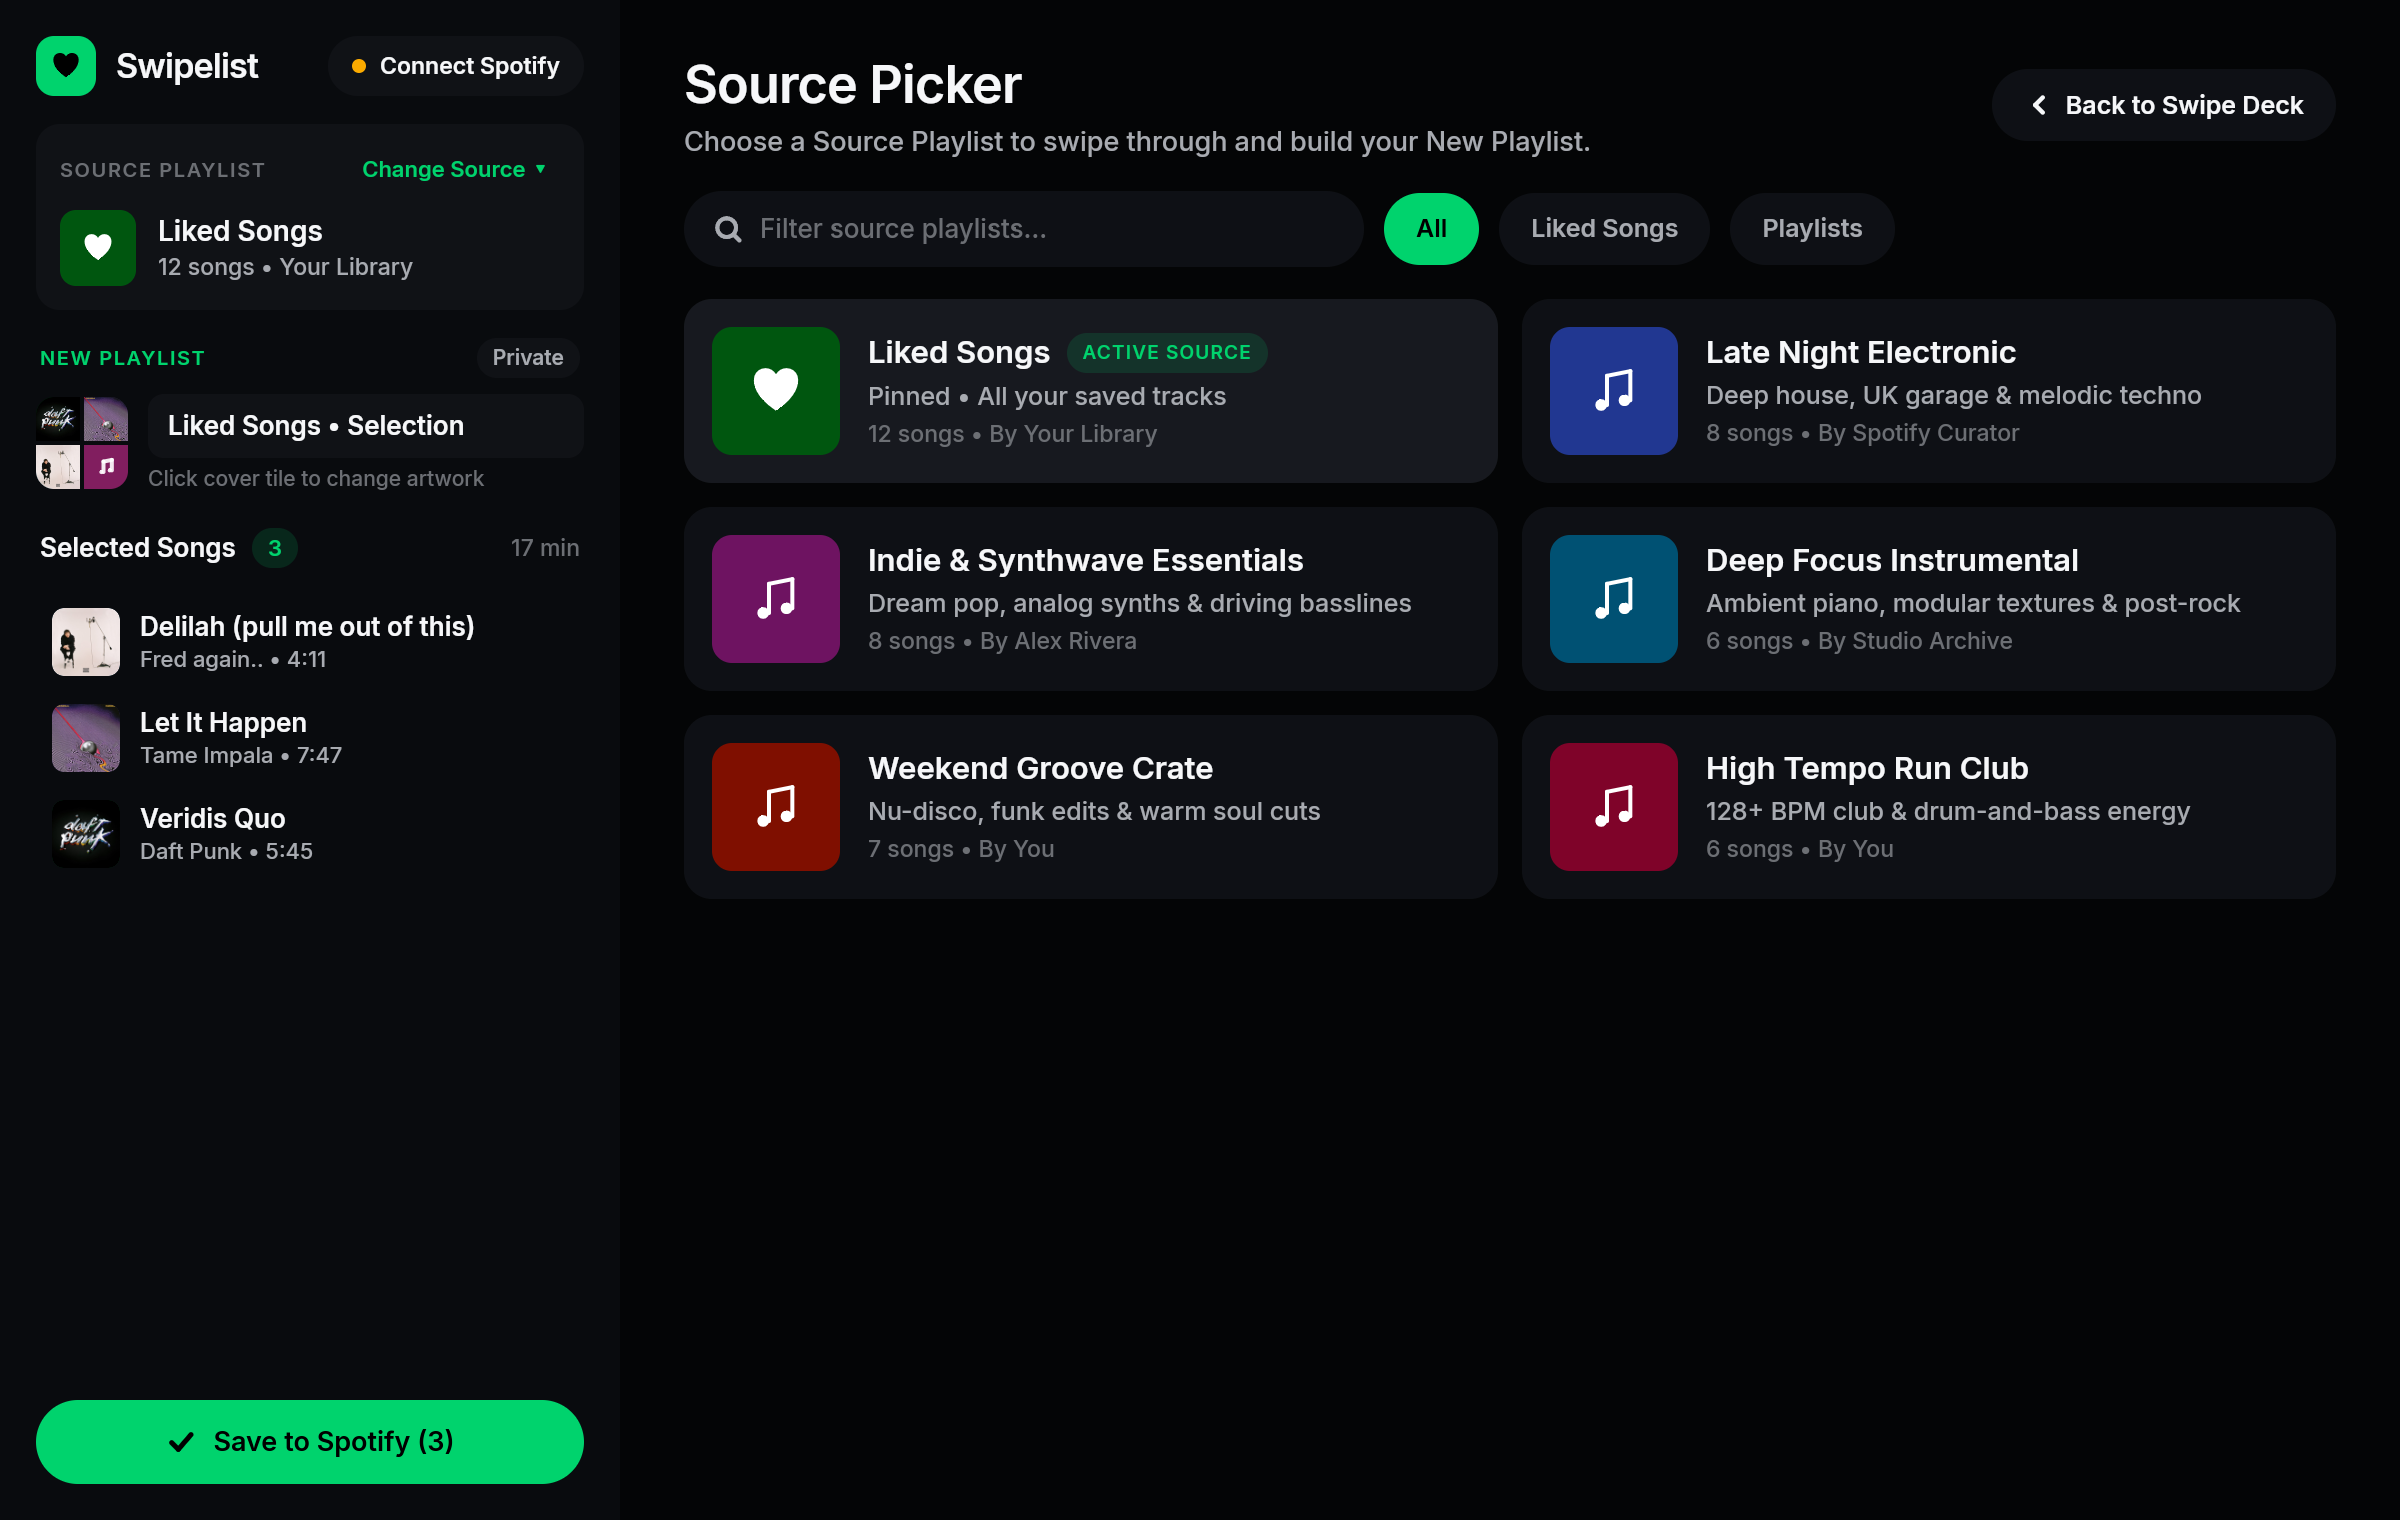 Swipelist
Connect Spotify
SOURCE PLAYLIST
Change Source ▼
Liked Songs
12 songs • Your Library
NEW PLAYLIST
Private
daft punk
Liked Songs • Selection
Click cover tile to change artwork
Selected Songs 3
17 min
Delilah (pull me out of this)
Fred again.. • 4:11
Let It Happen
Tame Impala • 7:47
daft punk
Veridis Quo
Daft Punk • 5:45
Save to Spotify (3)
Source Picker
Choose a Source Playlist to swipe through and build your New Playlist.
Back to Swipe Deck
Filter source playlists...
All
Liked Songs
Playlists
Liked Songs ACTIVE SOURCE
Pinned • All your saved tracks
12 songs • By Your Library
Late Night Electronic
Deep house, UK garage & melodic techno
8 songs • By Spotify Curator
Indie & Synthwave Essentials
Dream pop, analog synths & driving basslines
8 songs • By Alex Rivera
Deep Focus Instrumental
Ambient piano, modular textures & post-rock
6 songs • By Studio Archive
Weekend Groove Crate
Nu-disco, funk edits & warm soul cuts
7 songs • By You
High Tempo Run Club
128+ BPM club & drum-and-bass energy
6 songs • By You